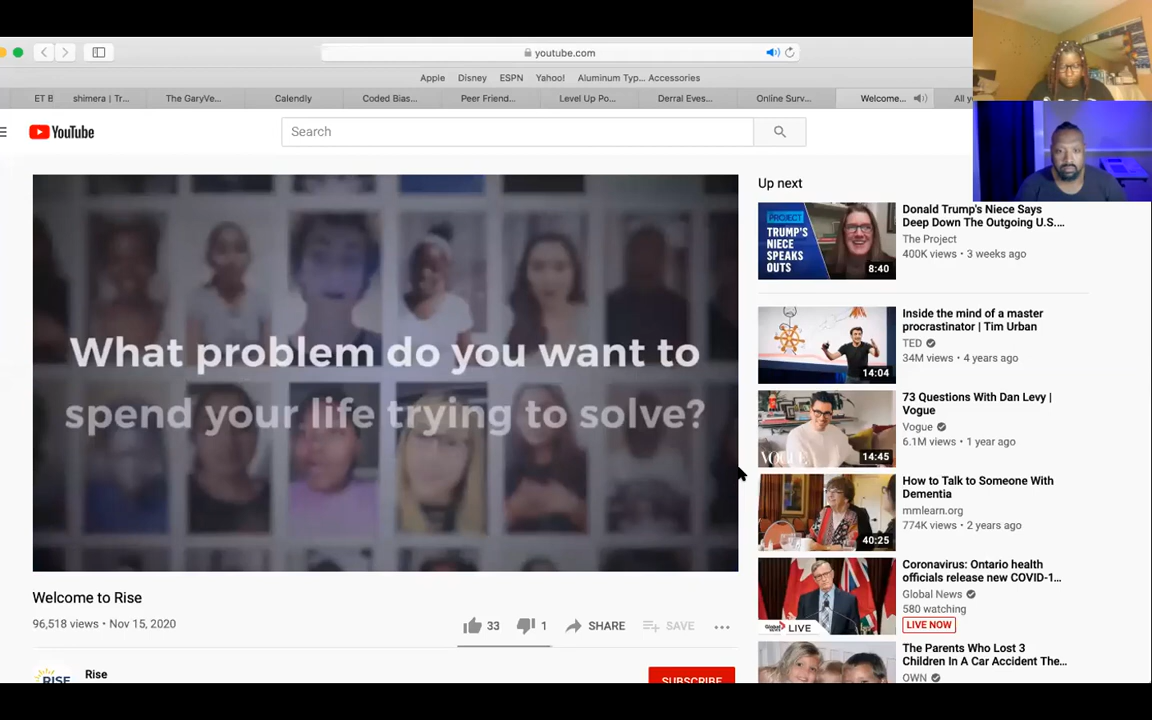 youtube.com
Apple Disney ESPN Yahoo! Aluminum Typ... Accessories
ET B shimera | Tr... The GaryVe... Calendly Coded Bias... Peer Friend... Level Up Po... Derral Eves... Online Surv... Welcome... All y
YouTube
Search
What problem do you want to
spend your life trying to solve?
Welcome to Rise
96,518 views • Nov 15, 2020
33 1 SHARE SAVE
RISE
Rise
SUBSCRIBE
Up next
PROJECT
TRUMP'S
NIECE
SPEAKS
OUTS
8:40
Donald Trump's Niece Says
Deep Down The Outgoing U.S....
The Project
400K views • 3 weeks ago
14:04
Inside the mind of a master
procrastinator | Tim Urban
TED
34M views • 4 years ago
VOGUE
14:45
73 Questions With Dan Levy |
Vogue
Vogue
6.1M views • 1 year ago
40:25
How to Talk to Someone With
Dementia
mmlearn.org
774K views • 2 years ago
LIVE
Coronavirus: Ontario health
officials release new COVID-1...
Global News
580 watching
LIVE NOW
The Parents Who Lost 3
Children In A Car Accident The...
OWN